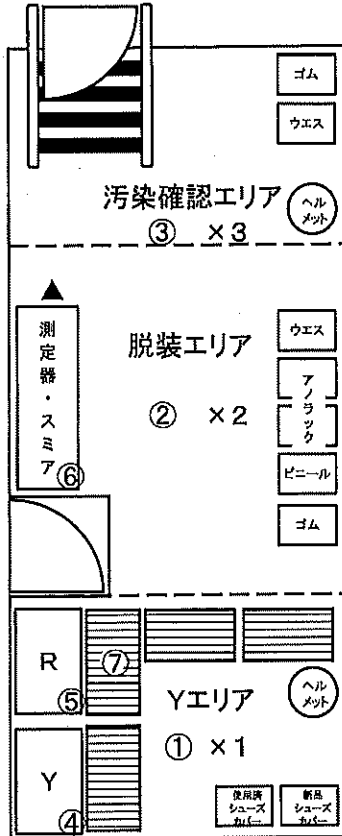 ゴム
ウエス
汚染確認エリア
ヘル
メット
③ ×3
測定器・スミア
⑥
脱装エリア
② ×2
ウエス
アノラック
ビニール
ゴム
R
⑤
⑦
Yエリア
ヘル
メット
① ×1
Y
④
使用済
シューズ
カバー
新品
シューズ
カバー